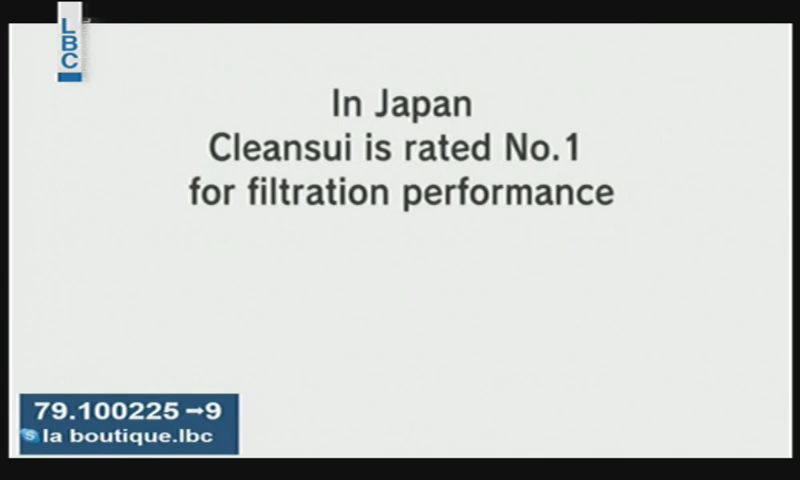 LBC
In Japan
Cleansui is rated No.1
for filtration performance
79.100225➡9
la boutique.lbc